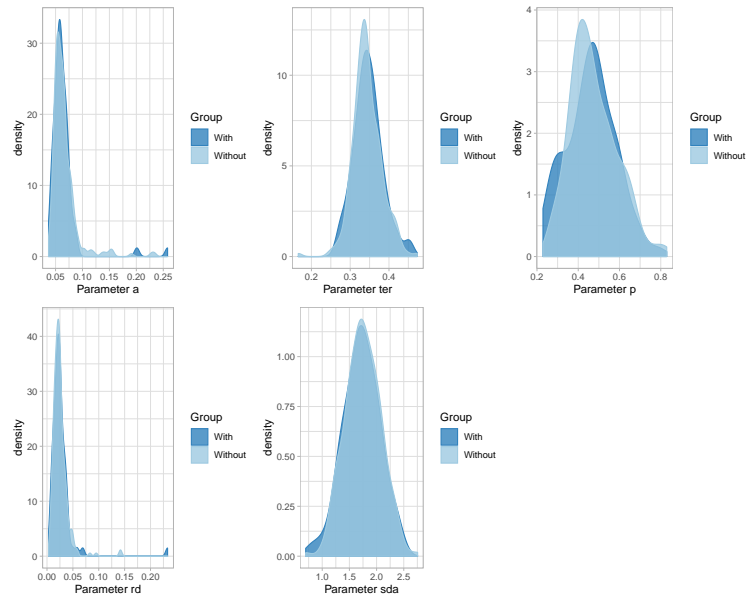 density
30
20
10
0
0.05 0.10 0.15 0.20 0.25
Parameter a
Group
With
Without
density
10
5
0
0.2 0.3 0.4
Parameter ter
Group
With
Without
density
4
3
2
1
0
0.2 0.4 0.6 0.8
Parameter p
Group
With
Without
density
40
30
20
10
0
0.00 0.05 0.10 0.15 0.20
Parameter rd
Group
With
Without
density
1.00
0.75
0.50
0.25
0.00
1.0 1.5 2.0 2.5
Parameter sda
Group
With
Without